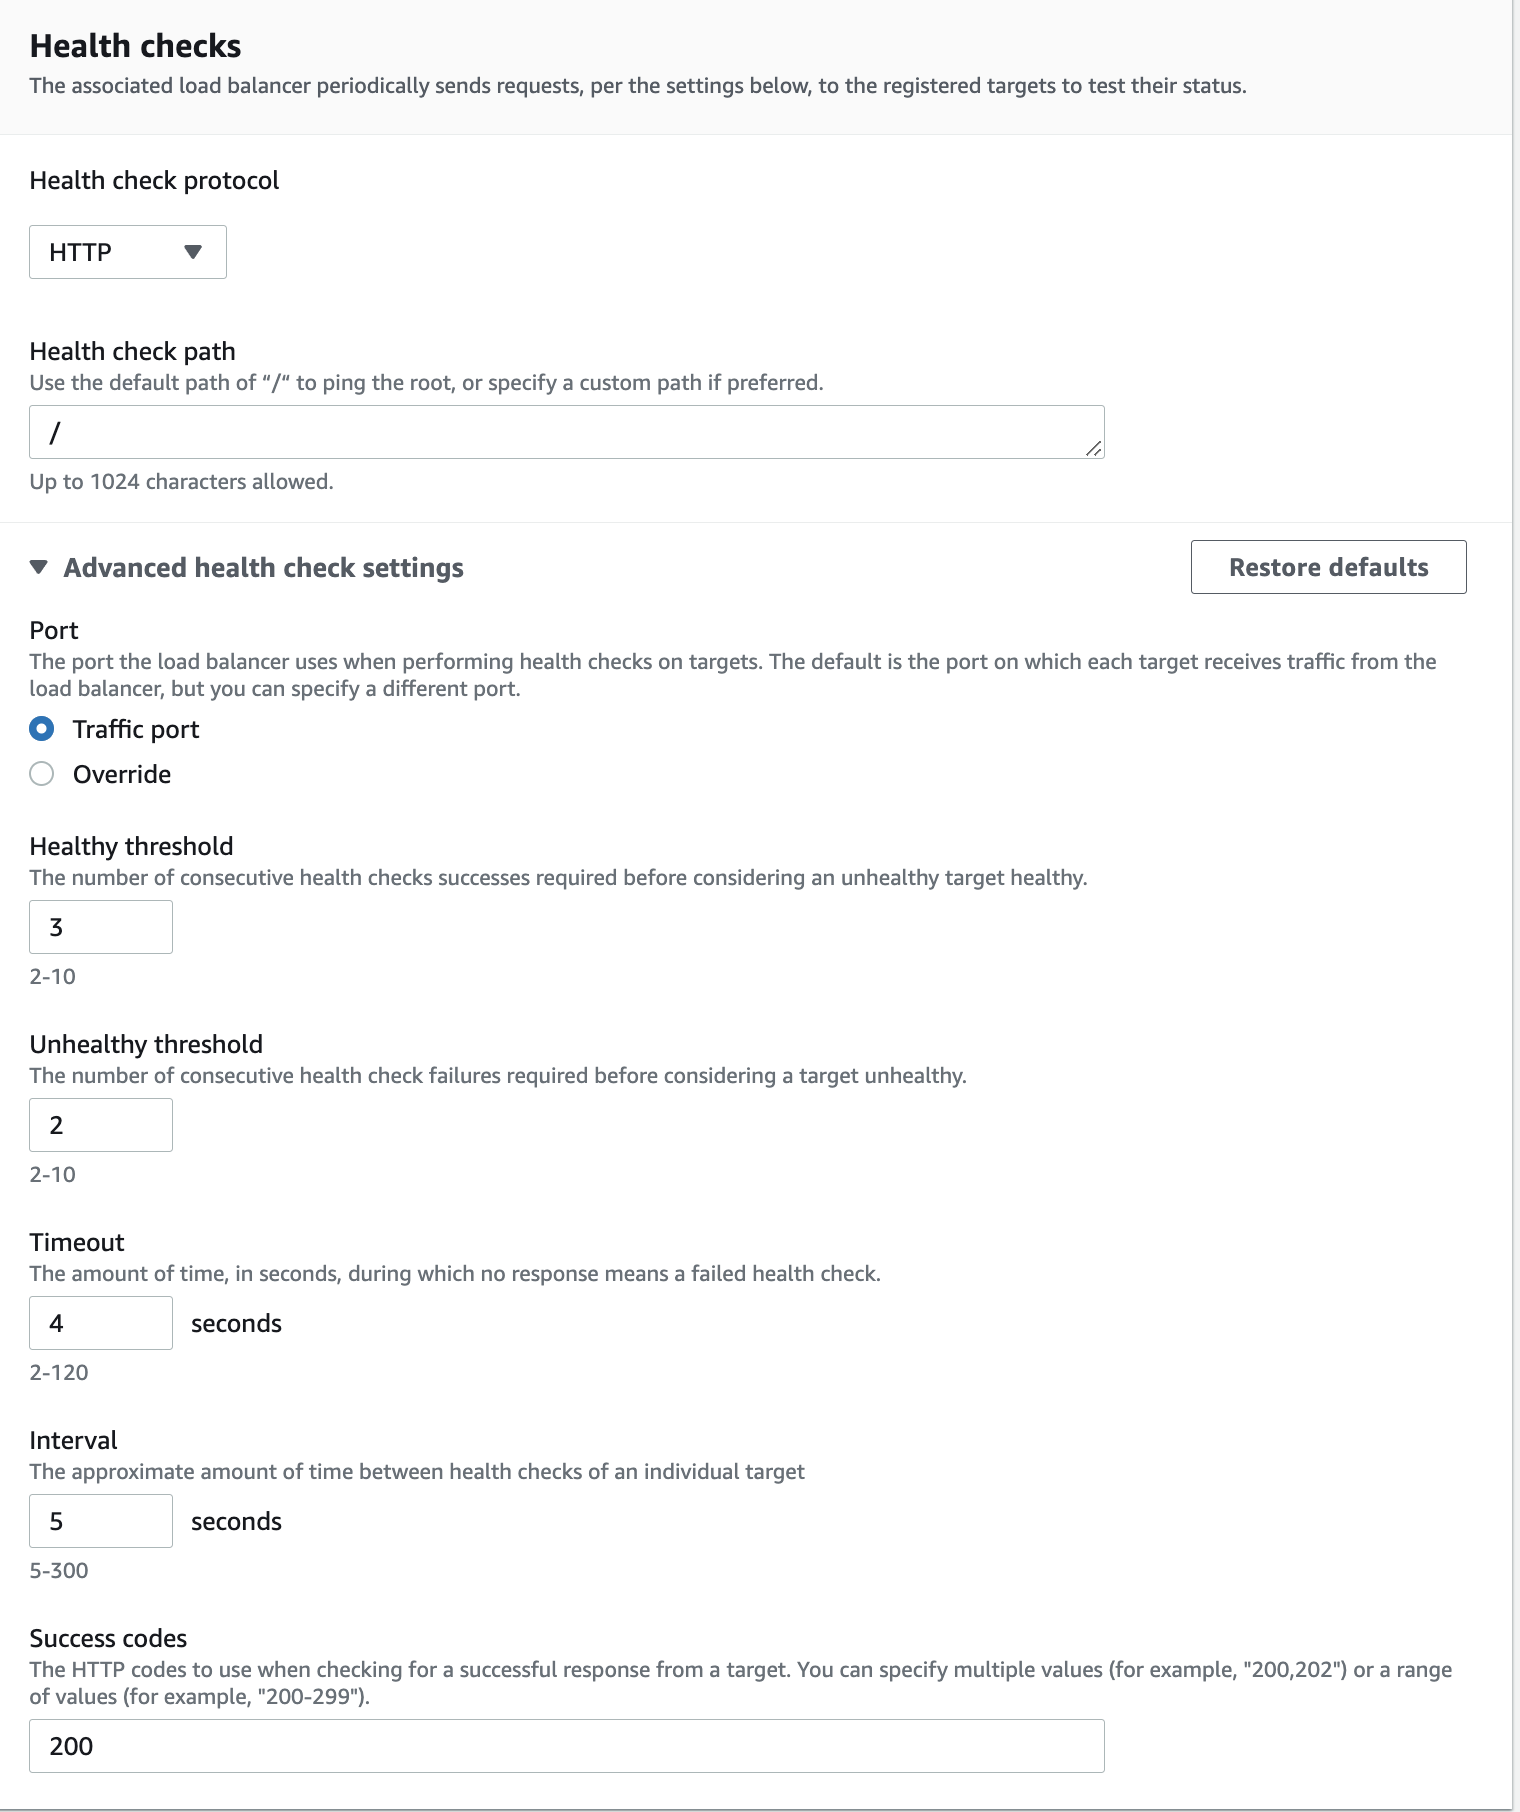 Health checks
The associated load balancer periodically sends requests, per the settings below, to the registered targets to test their status.
Health check protocol
HTTP
Health check path
Use the default path of “/“ to ping the root, or specify a custom path if preferred.
/
Up to 1024 characters allowed.
Advanced health check settings
Restore defaults
Port
The port the load balancer uses when performing health checks on targets. The default is the port on which each target receives traffic from the
load balancer, but you can specify a different port.
Traffic port
Override
Healthy threshold
The number of consecutive health checks successes required before considering an unhealthy target healthy.
3
2-10
Unhealthy threshold
The number of consecutive health check failures required before considering a target unhealthy.
2
2-10
Timeout
The amount of time, in seconds, during which no response means a failed health check.
4 seconds
2-120
Interval
The approximate amount of time between health checks of an individual target
5 seconds
5-300
Success codes
The HTTP codes to use when checking for a successful response from a target. You can specify multiple values (for example, "200,202") or a range
of values (for example, "200-299").
200